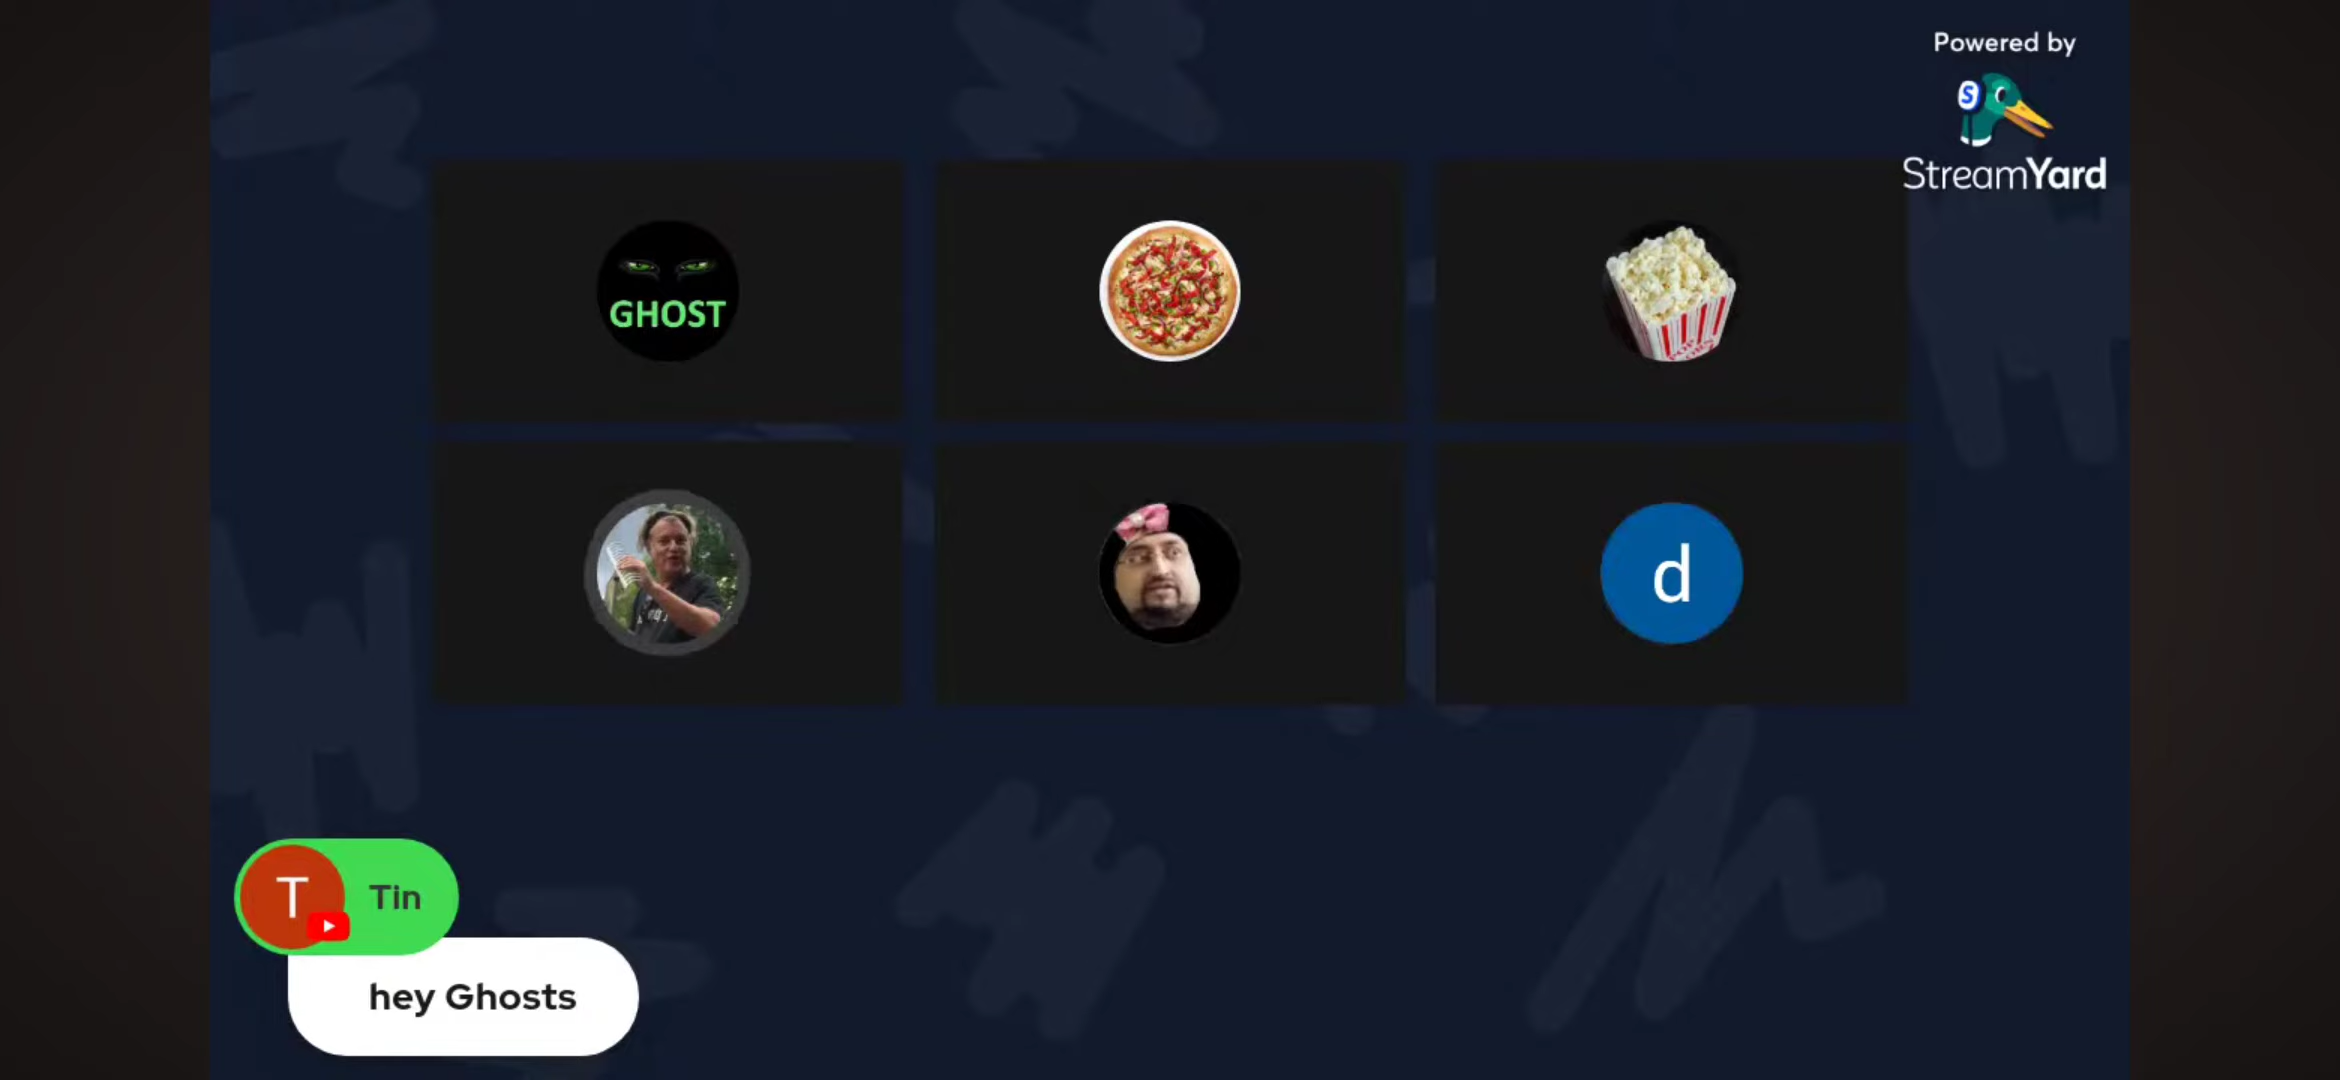 Powered by
S
StreamYard
GHOST
d
T
Tin
hey Ghosts